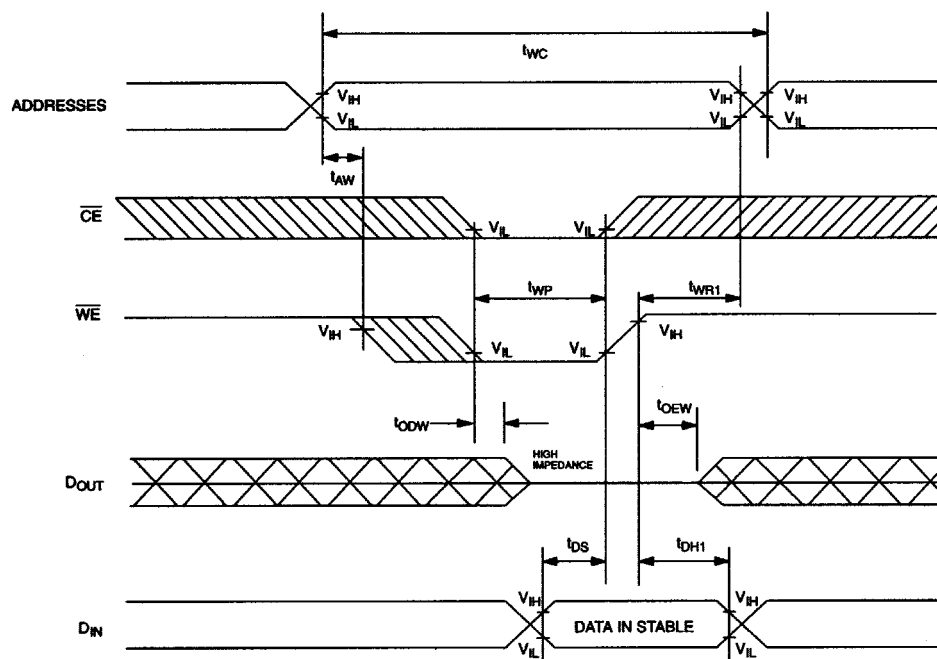 tWC
ADDRESSES
VIH
VIL
VIH
VIL
VIH
VIL
tAW
CE
VIL
VIL
tWP
tWR1
WE
VIH
VIL
VIL
VIH
tODW
tOEW
DOUT
HIGH
IMPEDANCE
tDS
tDH1
DIN
VIH
VIL
DATA IN STABLE
VIH
VIL